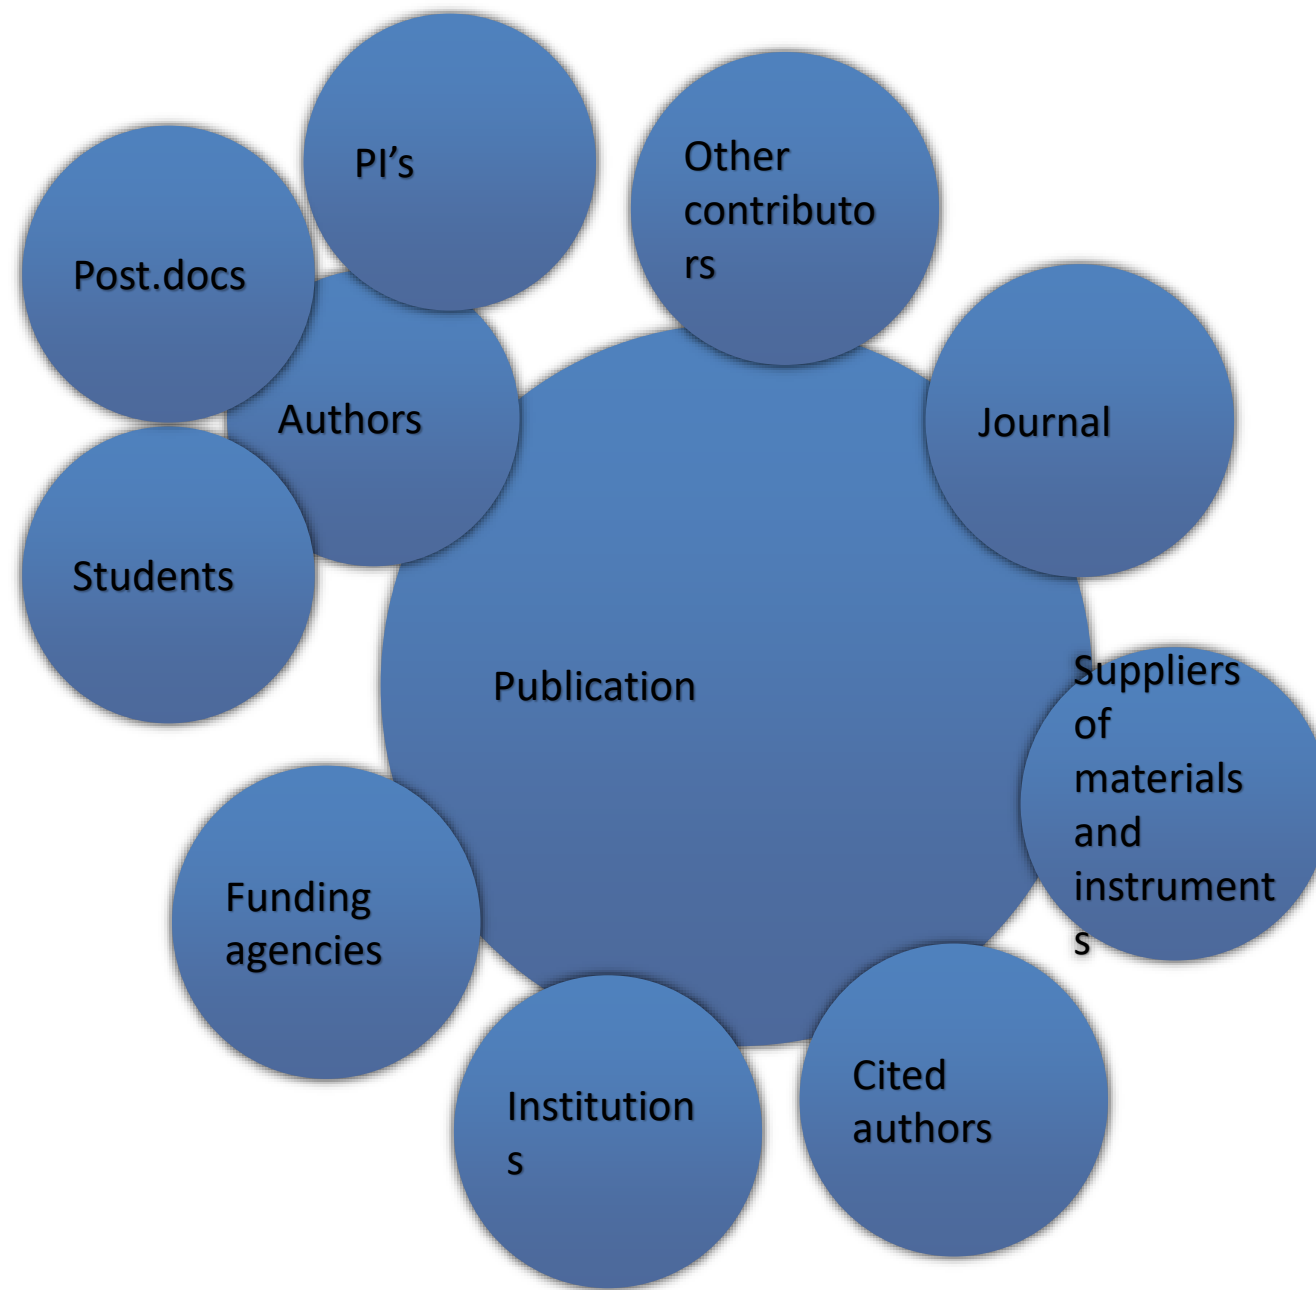 PI’s
Other
contributo
rs
Post.docs
Authors
Journal
Students
Publication
Suppliers
of
materials
and
instrument
s
Funding
agencies
Institution
s
Cited
authors